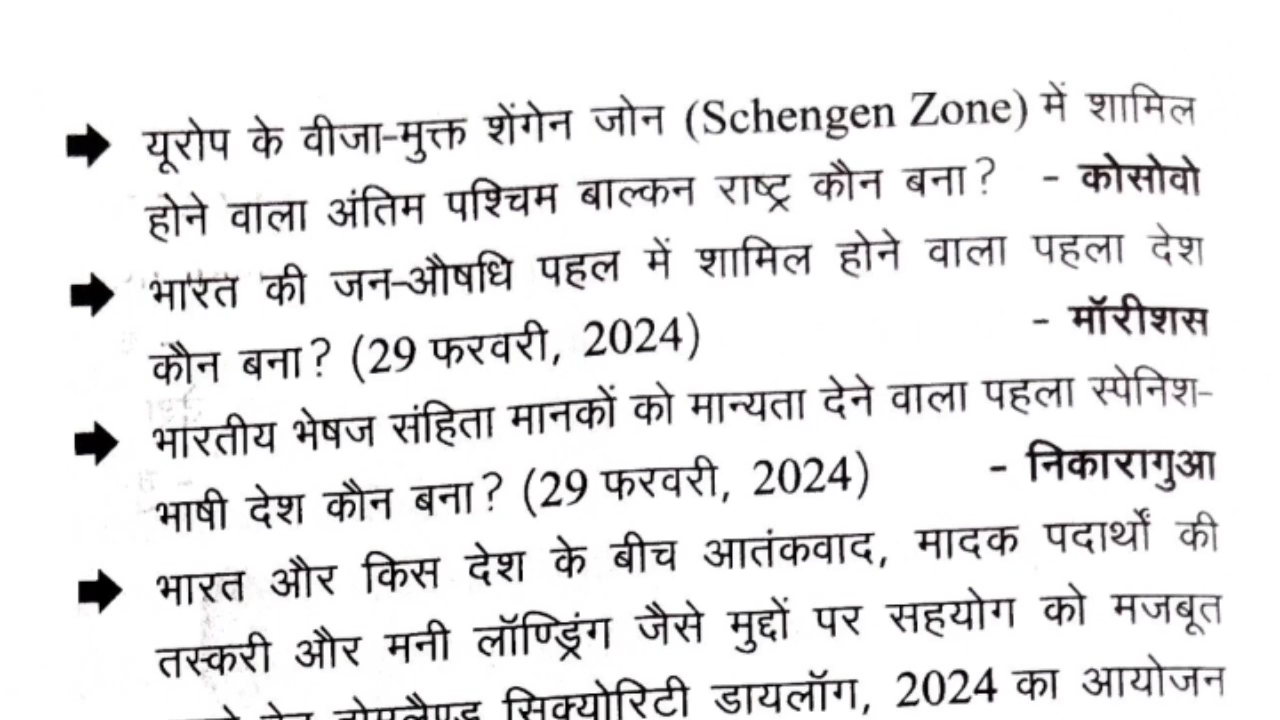 यूरोप के वीजा-मुक्त शेंगेन जोन (Schengen Zone) में शामिल
होने वाला अंतिम पश्चिम बाल्कन राष्ट्र कौन बना? - कोसोवो
भारत की जन-औषधि पहल में शामिल होने वाला पहला देश
कौन बना? (29 फरवरी, 2024) - मॉरीशस
भारतीय भेषज संहिता मानकों को मान्यता देने वाला पहला स्पेनिश-
भाषी देश कौन बना? (29 फरवरी, 2024) - निकारागुआ
भारत और किस देश के बीच आतंकवाद, मादक पदार्थों की
तस्करी और मनी लॉण्ड्रिंग जैसे मुद्दों पर सहयोग को मजबूत
होमलैण्ड सिक्योरिटी डायलॉग, 2024 का आयोजन